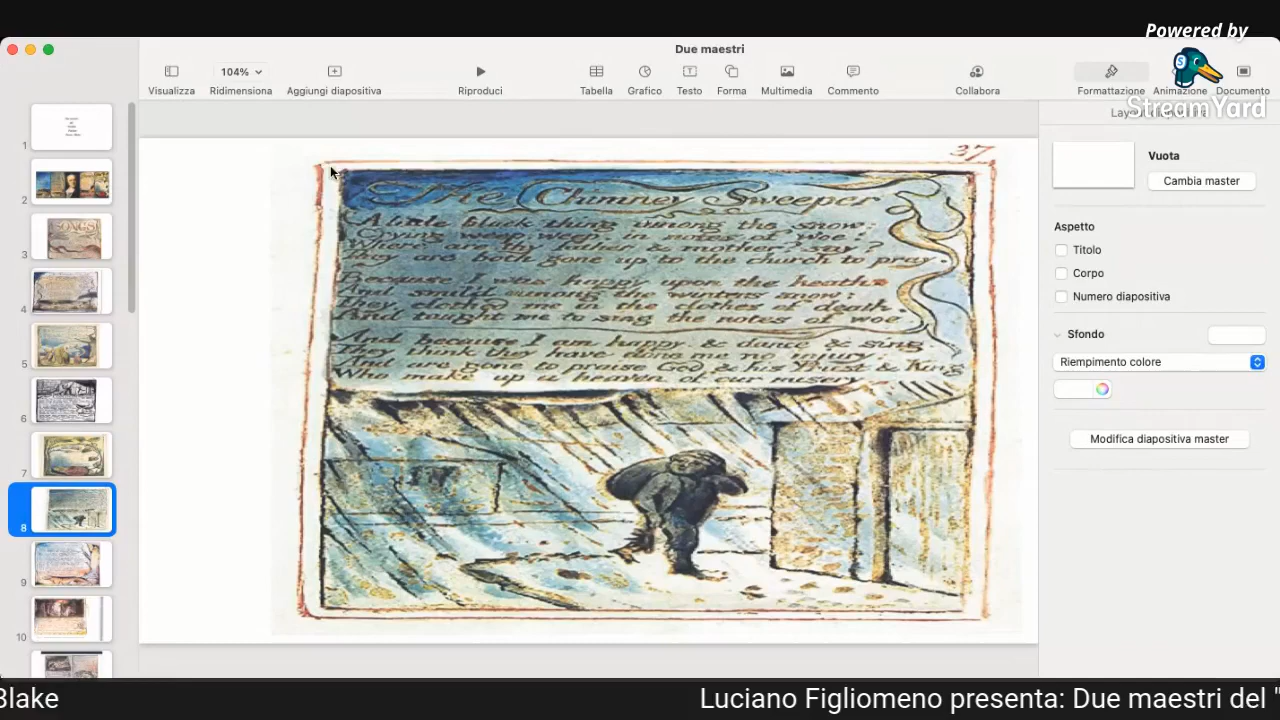 Powered by
StreamYard
Due maestri
Visualizza
104%
Ridimensiona
Aggiungi diapositiva
Riproduci
Tabella
Grafico
Testo
Forma
Multimedia
Commento
Collabora
Formattazione
Animazione
Documento
Vuota
Cambia master
Aspetto
Titolo
Corpo
Numero diapositiva
Sfondo
Riempimento colore
Modifica diapositiva master
1
2
3
4
5
6
7
8
9
10
SONGS
37
The Chimney Sweeper
A little black thing among the snow:
Crying weep, weep, in notes of woe!
Where are thy father & mother? say?
They are both gone up to the church to pray.
Because I was happy upon the heath,
And smil'd among the winters snow:
They clothed me in the clothes of death.
And taught me to sing the notes of woe.
And because I am happy & dance & sing.
They think they have done me no injury
And are gone to praise God & his Priest & King
Who make up a heaven of our misery
Blake
Luciano Figliomeno presenta: Due maestri del "